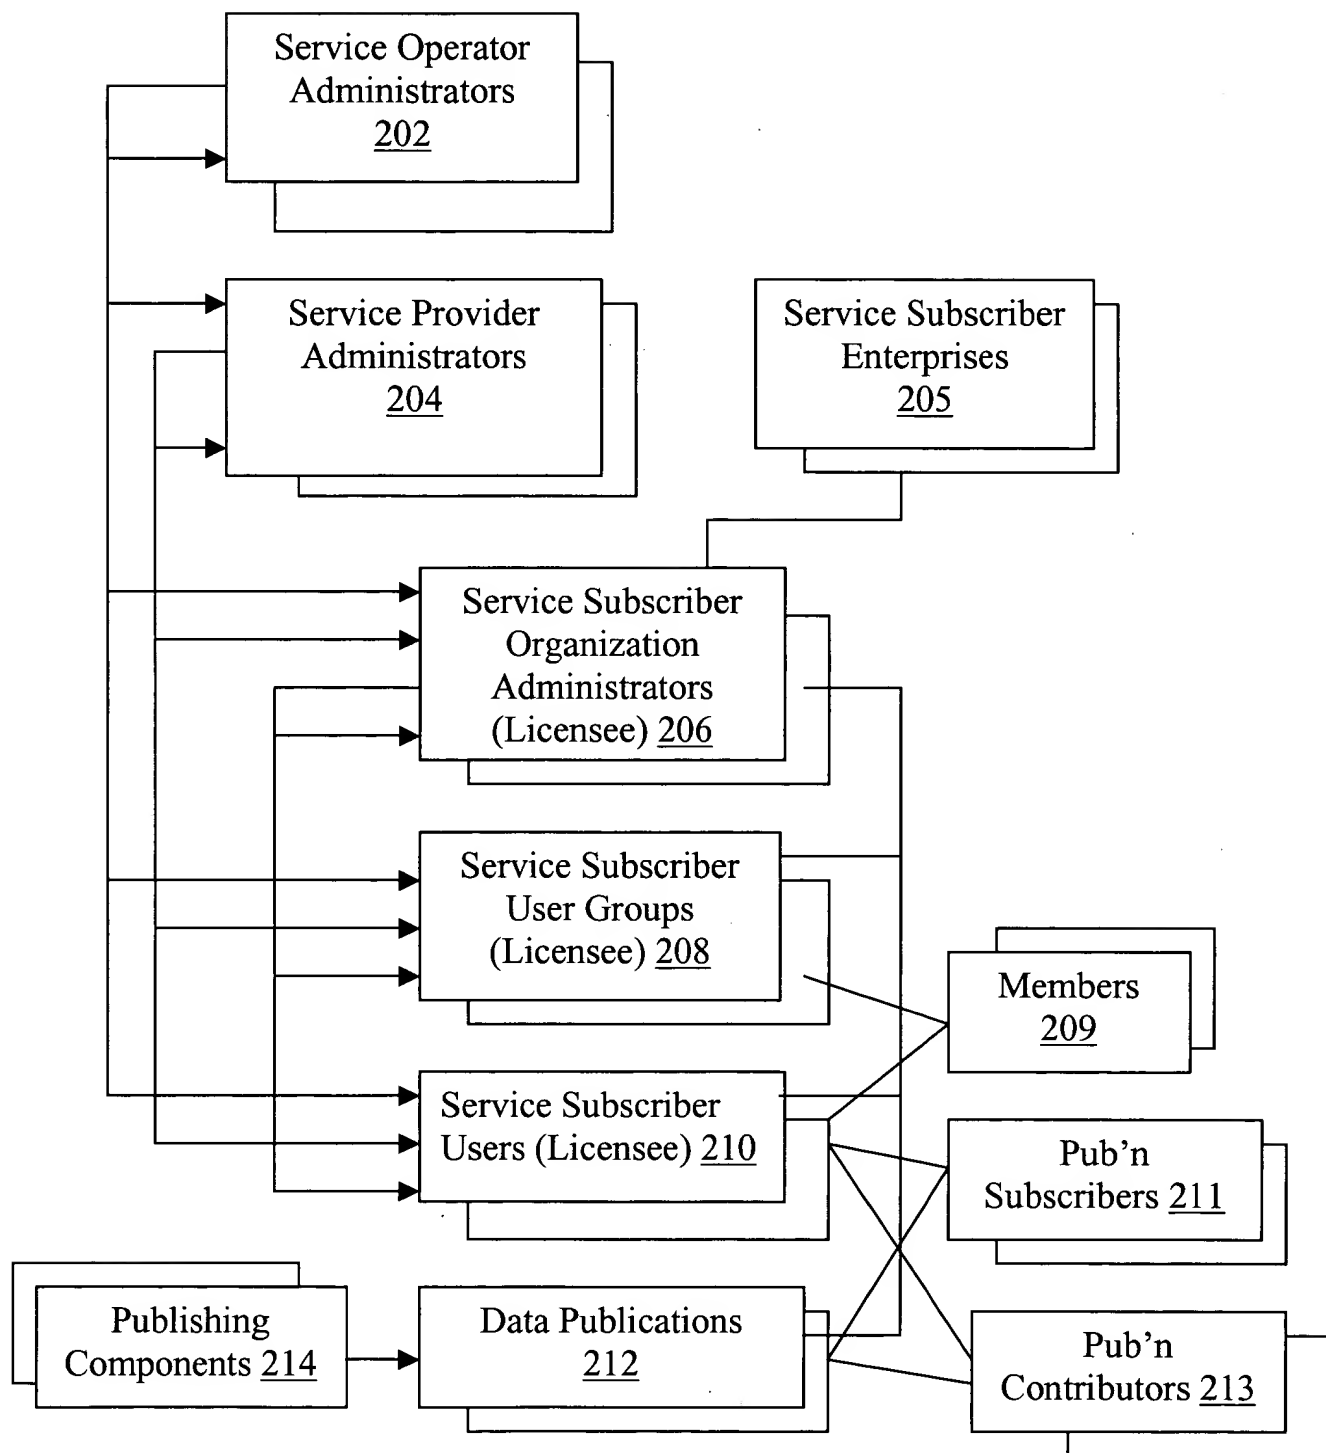 Service Operator
Administrators
202
Service Provider
Administrators
204
Service Subscriber
Enterprises
205
Service Subscriber
Organization
Administrators
(Licensee) 206
Service Subscriber
User Groups
(Licensee) 208
Members
209
Service Subscriber
Users (Licensee) 210
Pub'n
Subscribers 211
Publishing
Components 214
Data Publications
212
Pub'n
Contributors 213